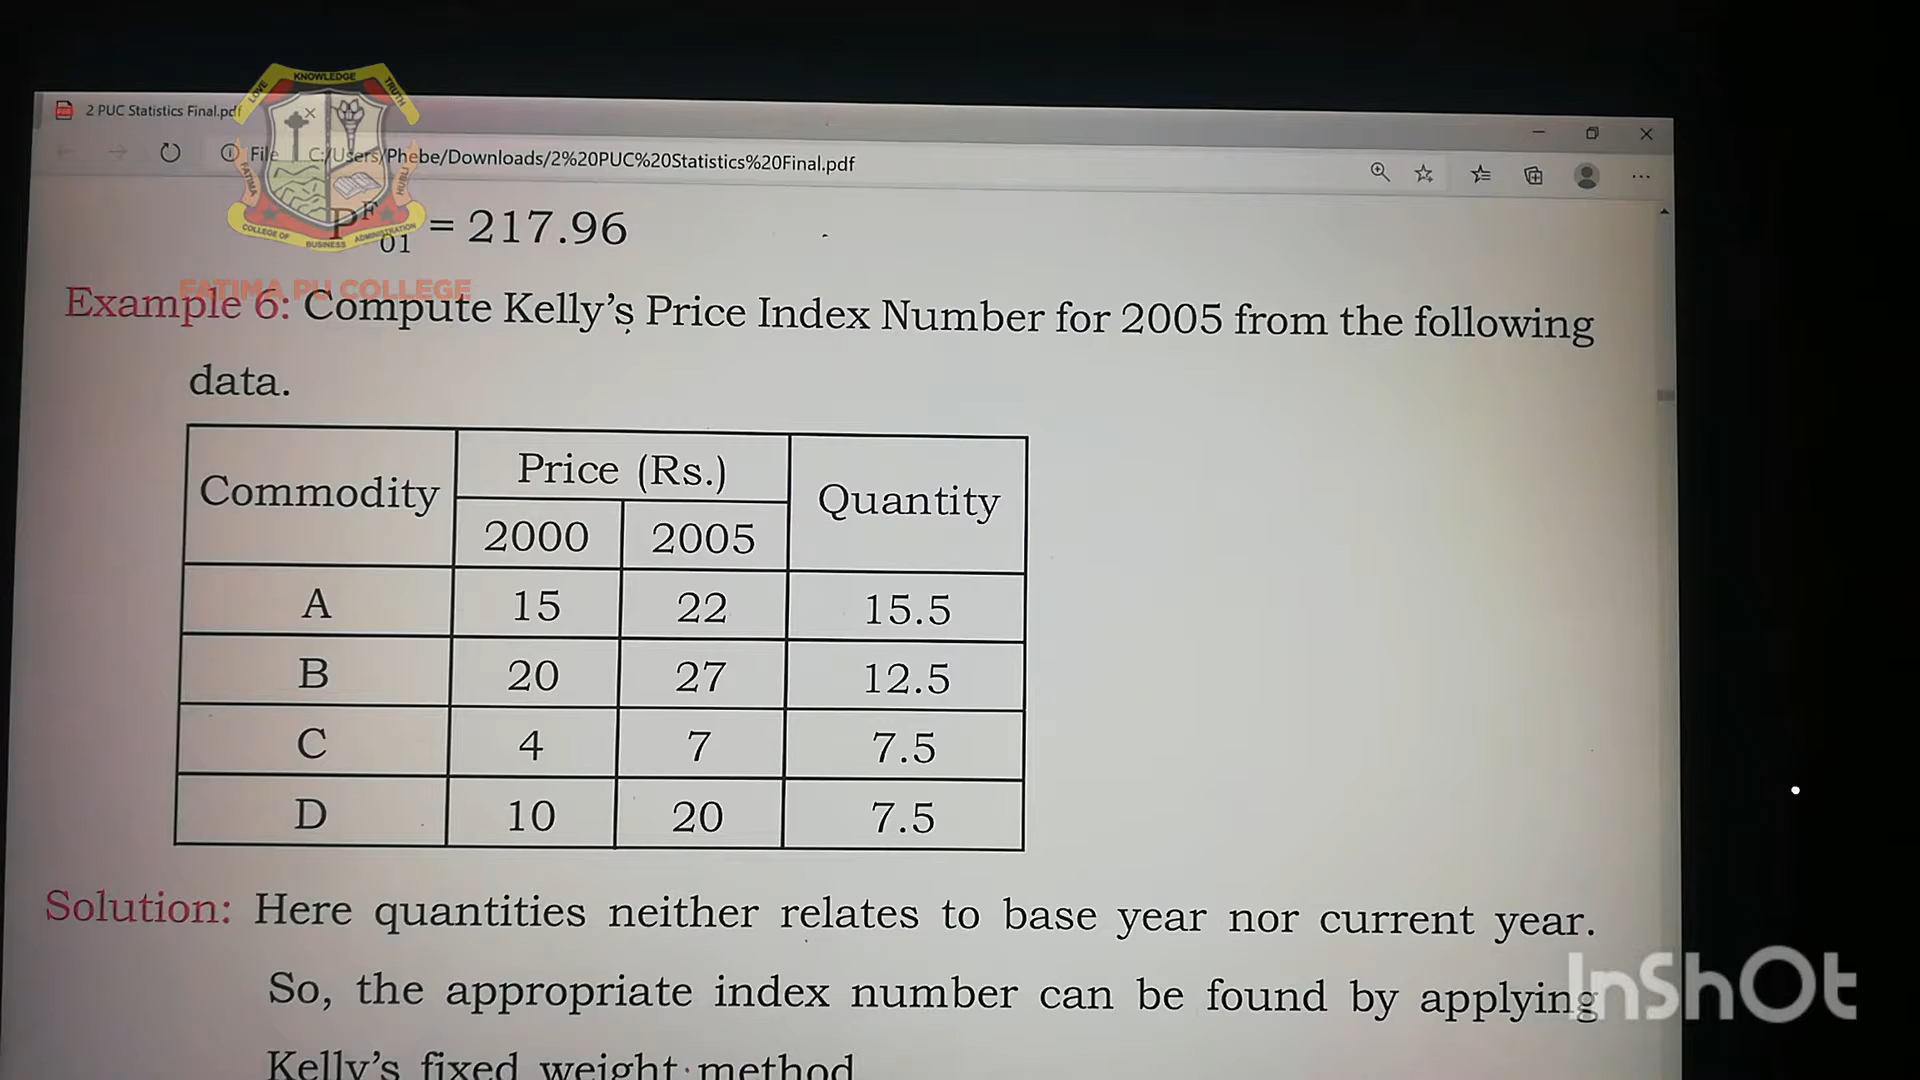 KNOWLEDGE
LOVE
TRUTH
2 PUC Statistics Final.pdf
File C:/Users/Phebe/Downloads/2%20PUC%20Statistics%20Final.pdf
FATIMA
HUBLI
COLLEGE OF BUSINESS ADMINISTRATION
P^F_01 = 217.96
FATIMA PU COLLEGE
Example 6: Compute Kelly's Price Index Number for 2005 from the following
data.
Commodity Price (Rs.) Quantity
2000 2005
A 15 22 15.5
B 20 27 12.5
C 4 7 7.5
D 10 20 7.5
Solution: Here quantities neither relates to base year nor current year.
So, the appropriate index number can be found by applying
Kelly's fixed weight method
InShOt